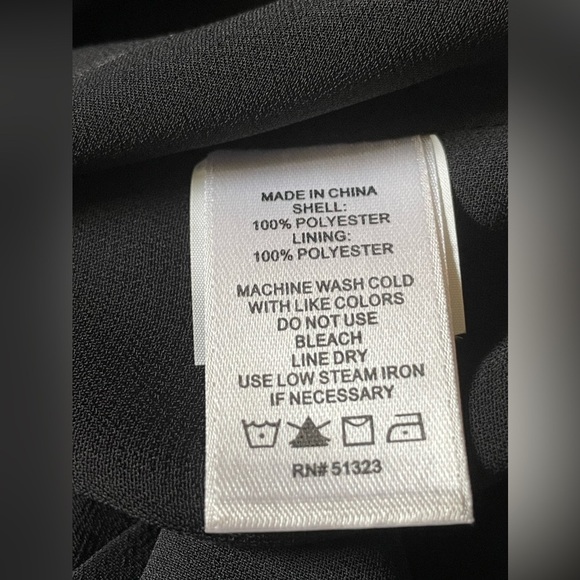 MADE IN CHINA
SHELL:
100% POLYESTER
LINING:
100% POLYESTER
MACHINE WASH COLD
WITH LIKE COLORS
DO NOT USE
BLEACH
LINE DRY
USE LOW STEAM IRON
IF NECESSARY
RN# 51323